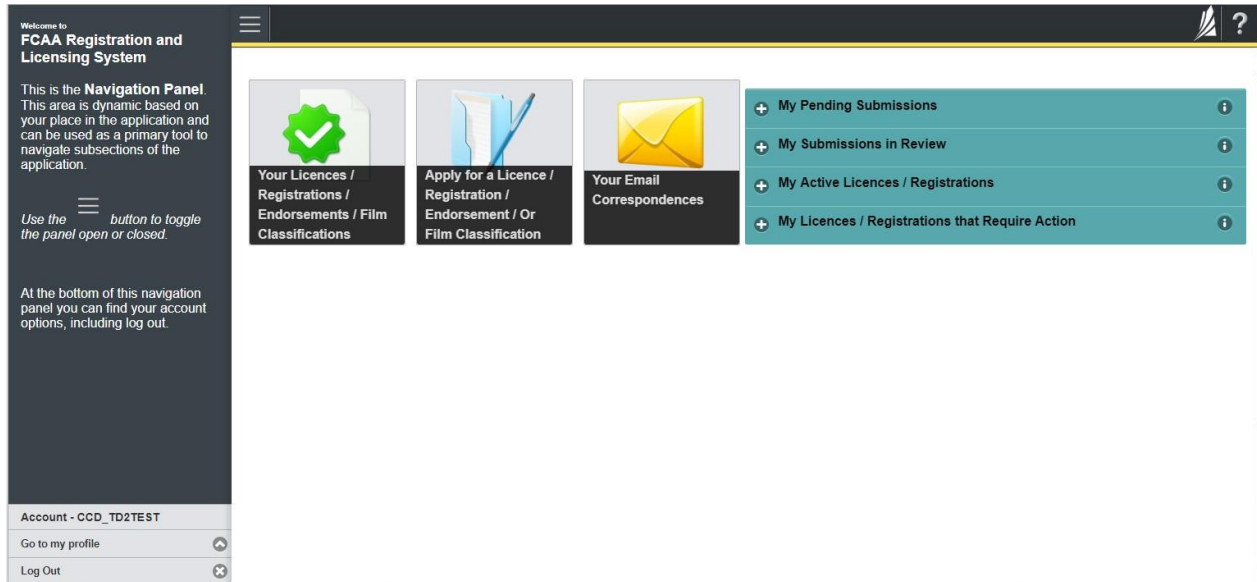 Welcome to
FCAA Registration and
Licensing System
This is the Navigation Panel.
This area is dynamic based on
your place in the application and
can be used as a primary tool to
navigate subsections of the
application.
Use the button to toggle
the panel open or closed.
At the bottom of this navigation
panel you can find your account
options, including log out.
Account - CCD_TD2TEST
Go to my profile
Log Out
?
Your Licences /
Registrations /
Endorsements / Film
Classifications
Apply for a Licence /
Registration /
Endorsement / Or
Film Classification
Your Email
Correspondences
My Pending Submissions
My Submissions in Review
My Active Licences / Registrations
My Licences / Registrations that Require Action